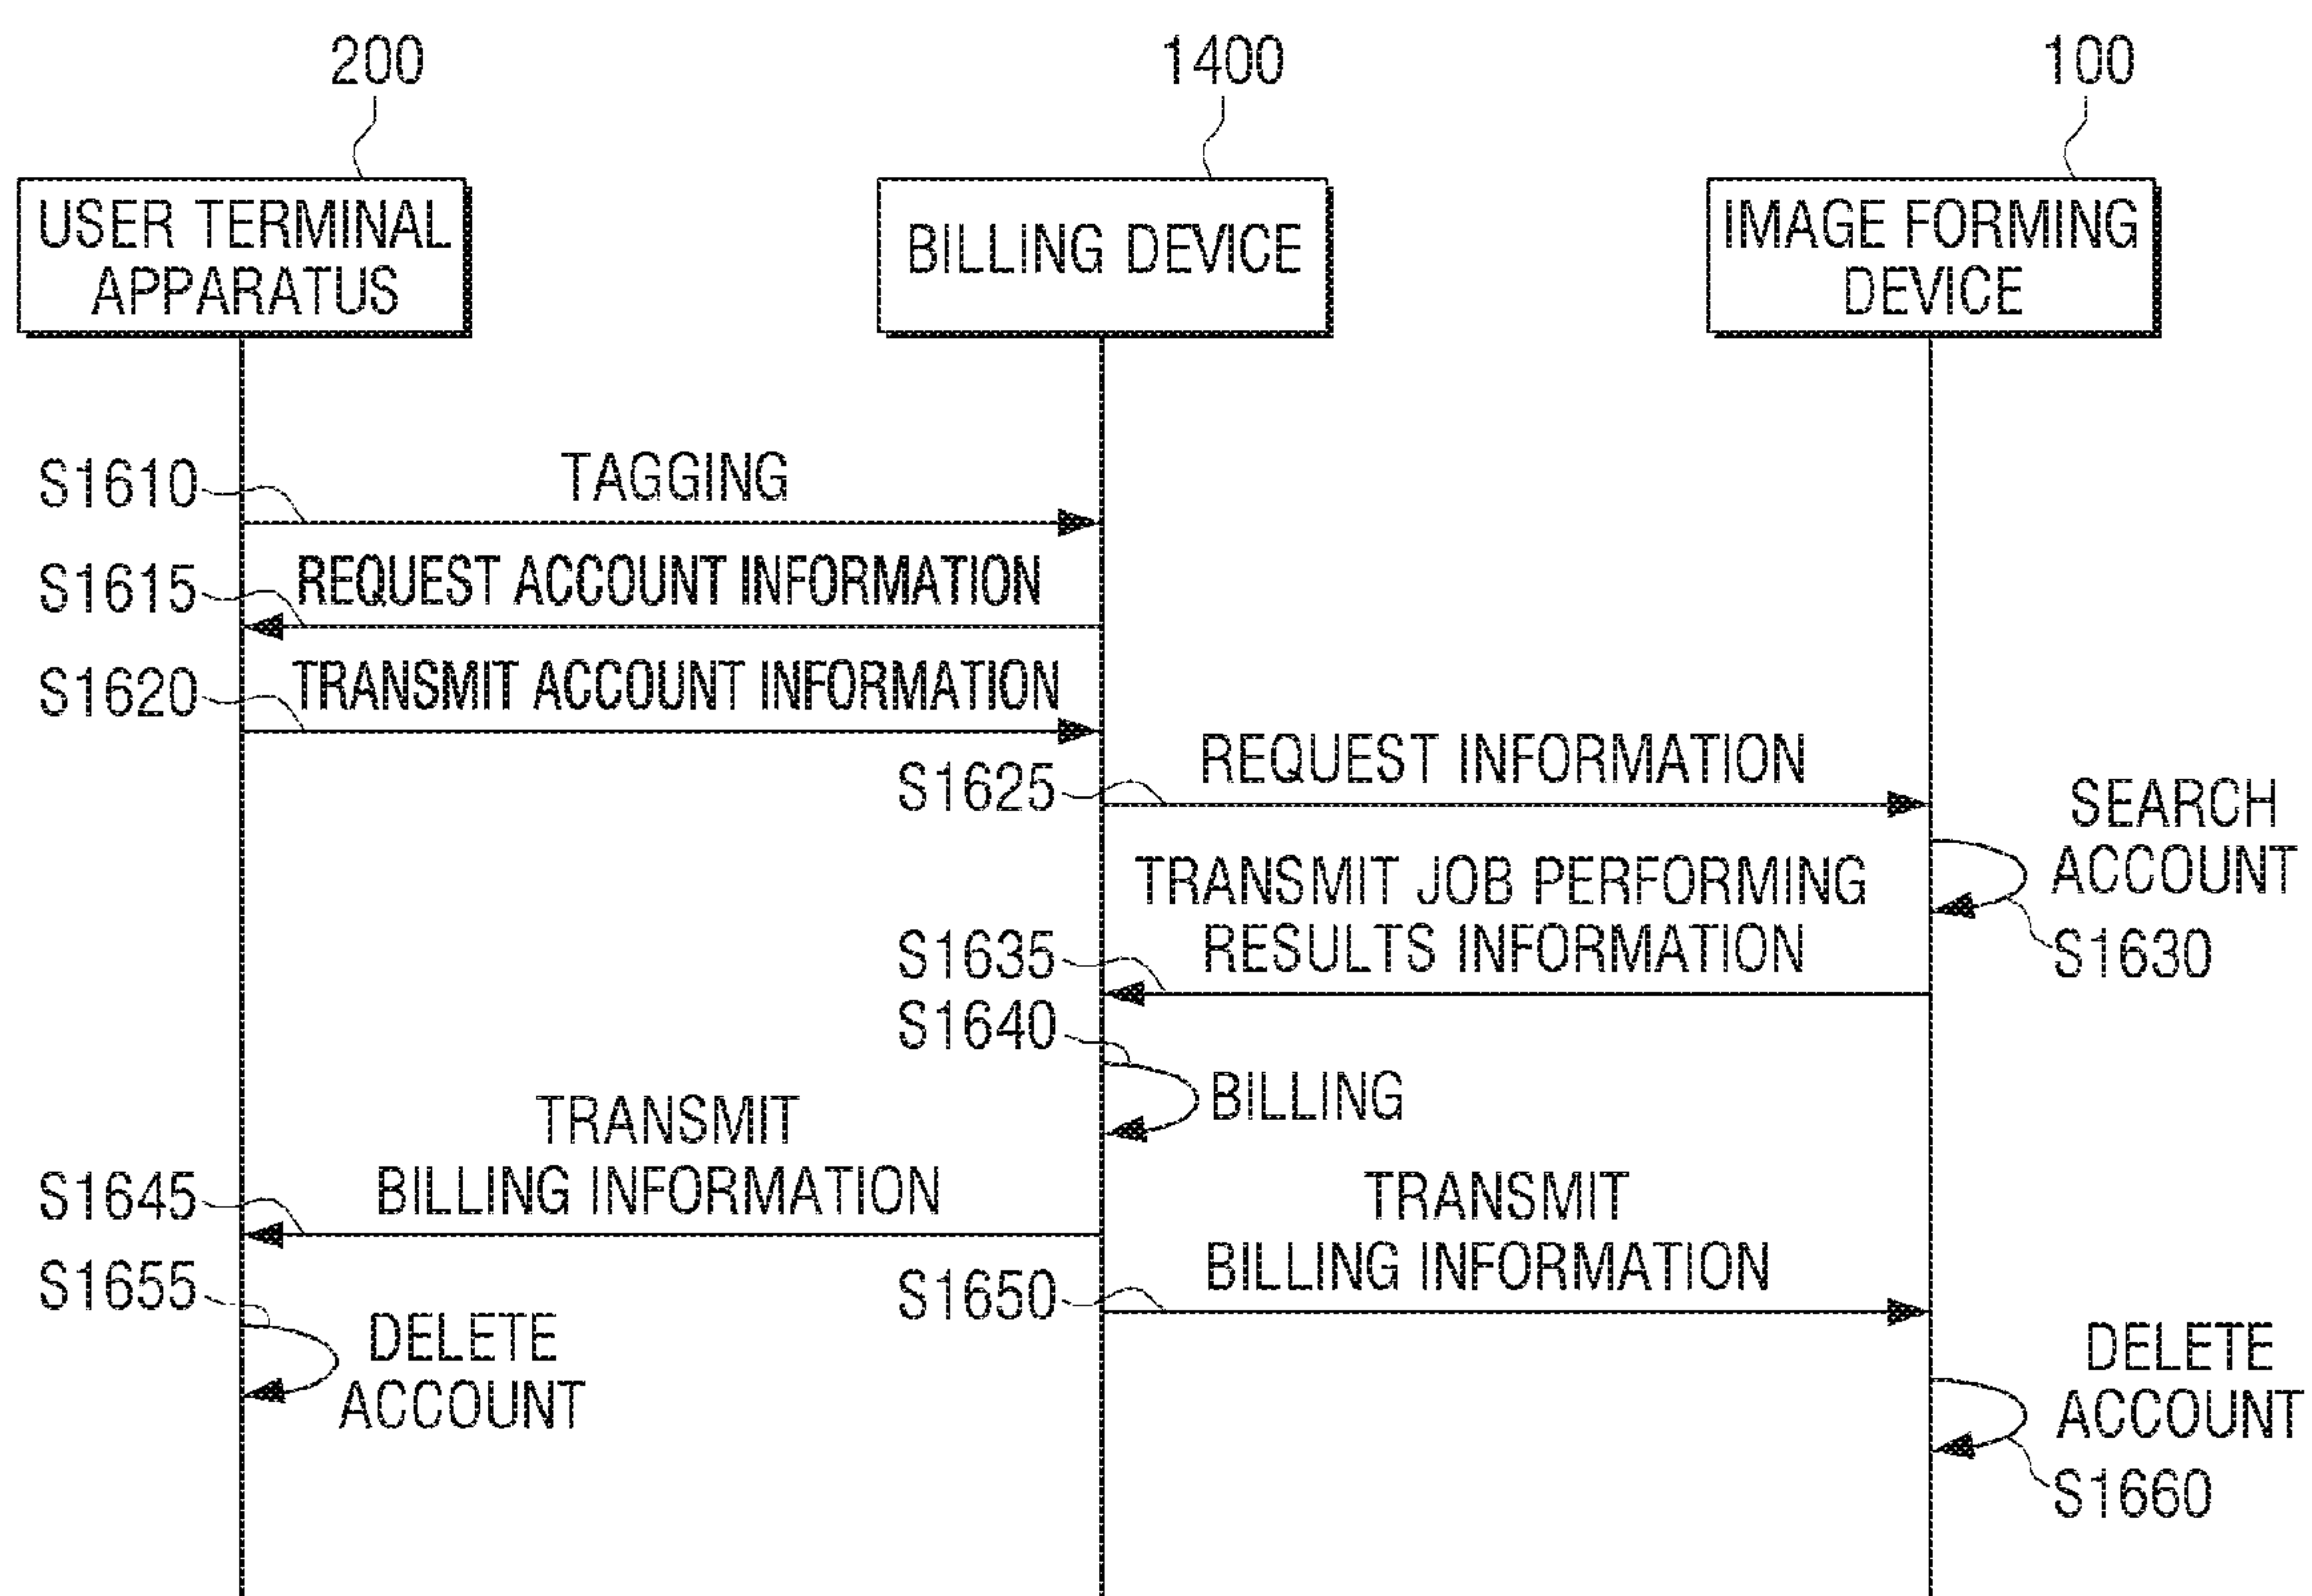 200
1400
100
USER TERMINAL
APPARATUS
BILLING DEVICE
IMAGE FORMING
DEVICE
S1610
TAGGING
S1615
REQUEST ACCOUNT INFORMATION
S1620
TRANSMIT ACCOUNT INFORMATION
S1625
REQUEST INFORMATION
SEARCH
ACCOUNT
S1630
TRANSMIT JOB PERFORMING
RESULTS INFORMATION
S1635
S1640
BILLING
TRANSMIT
BILLING INFORMATION
S1645
TRANSMIT
BILLING INFORMATION
S1650
S1655
DELETE
ACCOUNT
DELETE
ACCOUNT
S1660